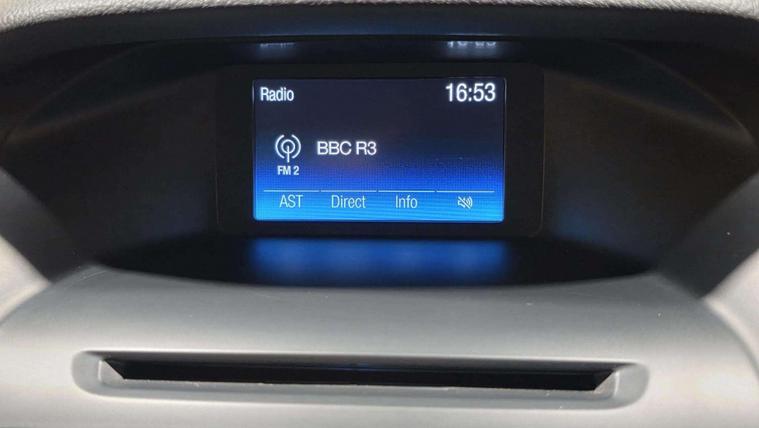 Radio 16:53
BBC R3
FM 2
AST Direct Info